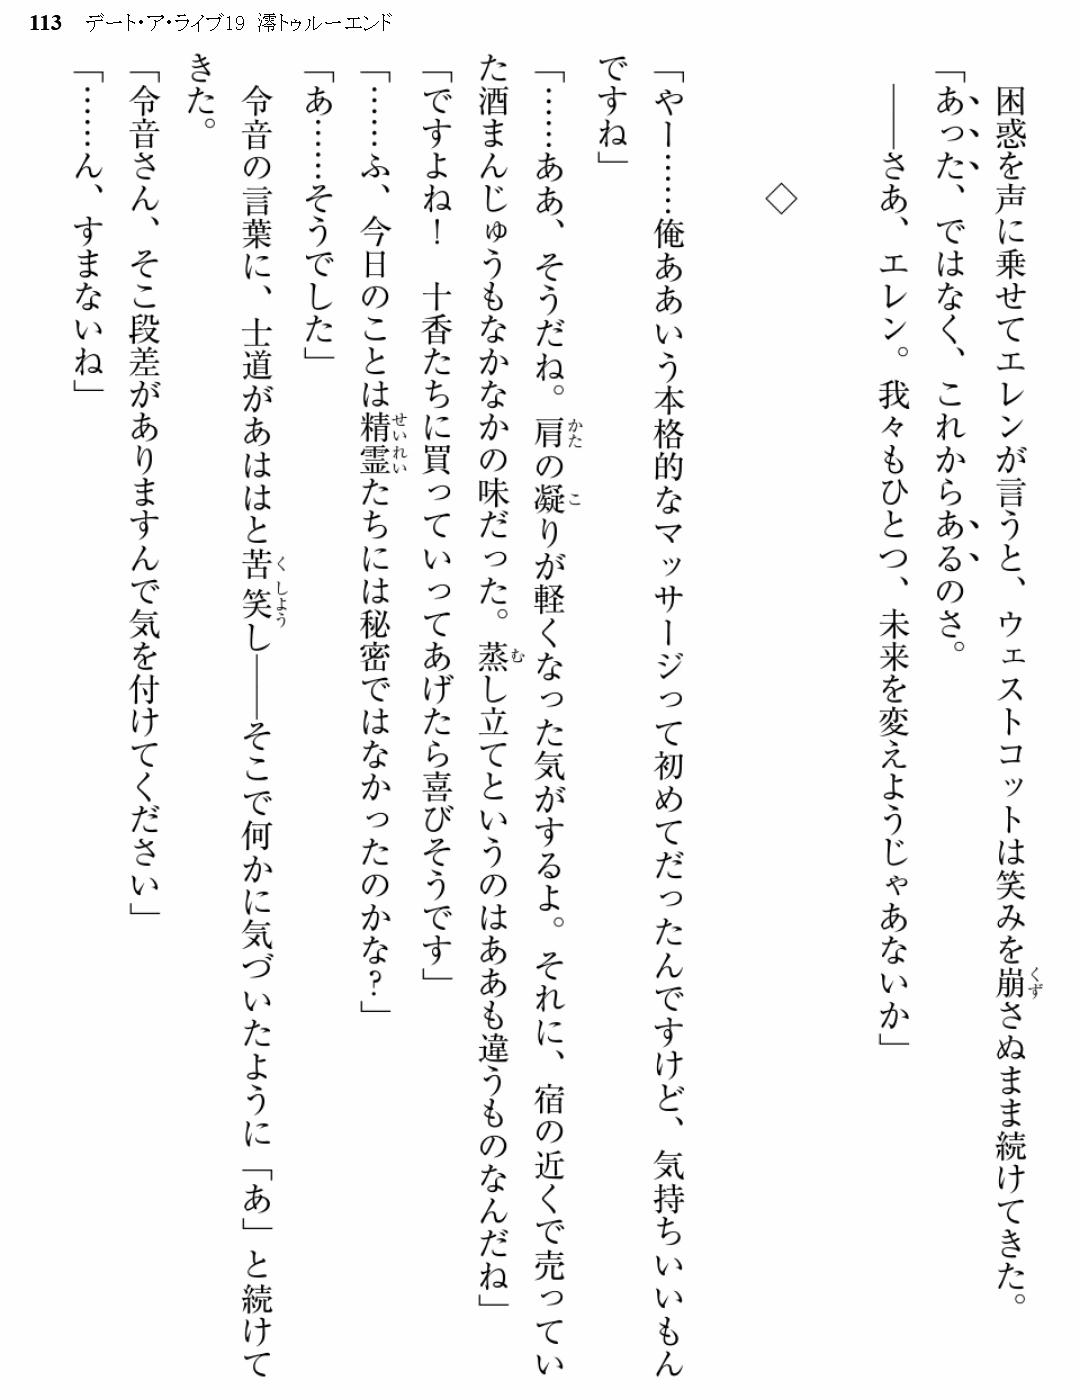 113 デート・ア・ライブ19 澪トゥルーエンド
困惑を声に乗せてエレンが言うと、ウェストコットは笑みを崩さぬまま続けてきた。
「あった、ではなく、これからあるのさ。
――さあ、エレン。我々もひとつ、未来を変えようじゃあないか」
◇
「やー……俺ああいう本格的なマッサージって初めてだったんですけど、気持ちいいもん
ですね」
「……ああ、そうだね。肩の凝りが軽くなった気がするよ。それに、宿の近くで売ってい
た酒まんじゅうもなかなかの味だった。蒸し立てというのはああも違うものなんだね」
「ですよね！　十香たちに買っていってあげたら喜びそうです」
「……ふ、今日のことは精霊たちには秘密ではなかったのかな？」
「あ……そうでした」
令音の言葉に、士道があははと苦笑し――そこで何かに気づいたように「あ」と続けて
きた。
「令音さん、そこ段差がありますんで気を付けてください」
「……ん、すまないね」